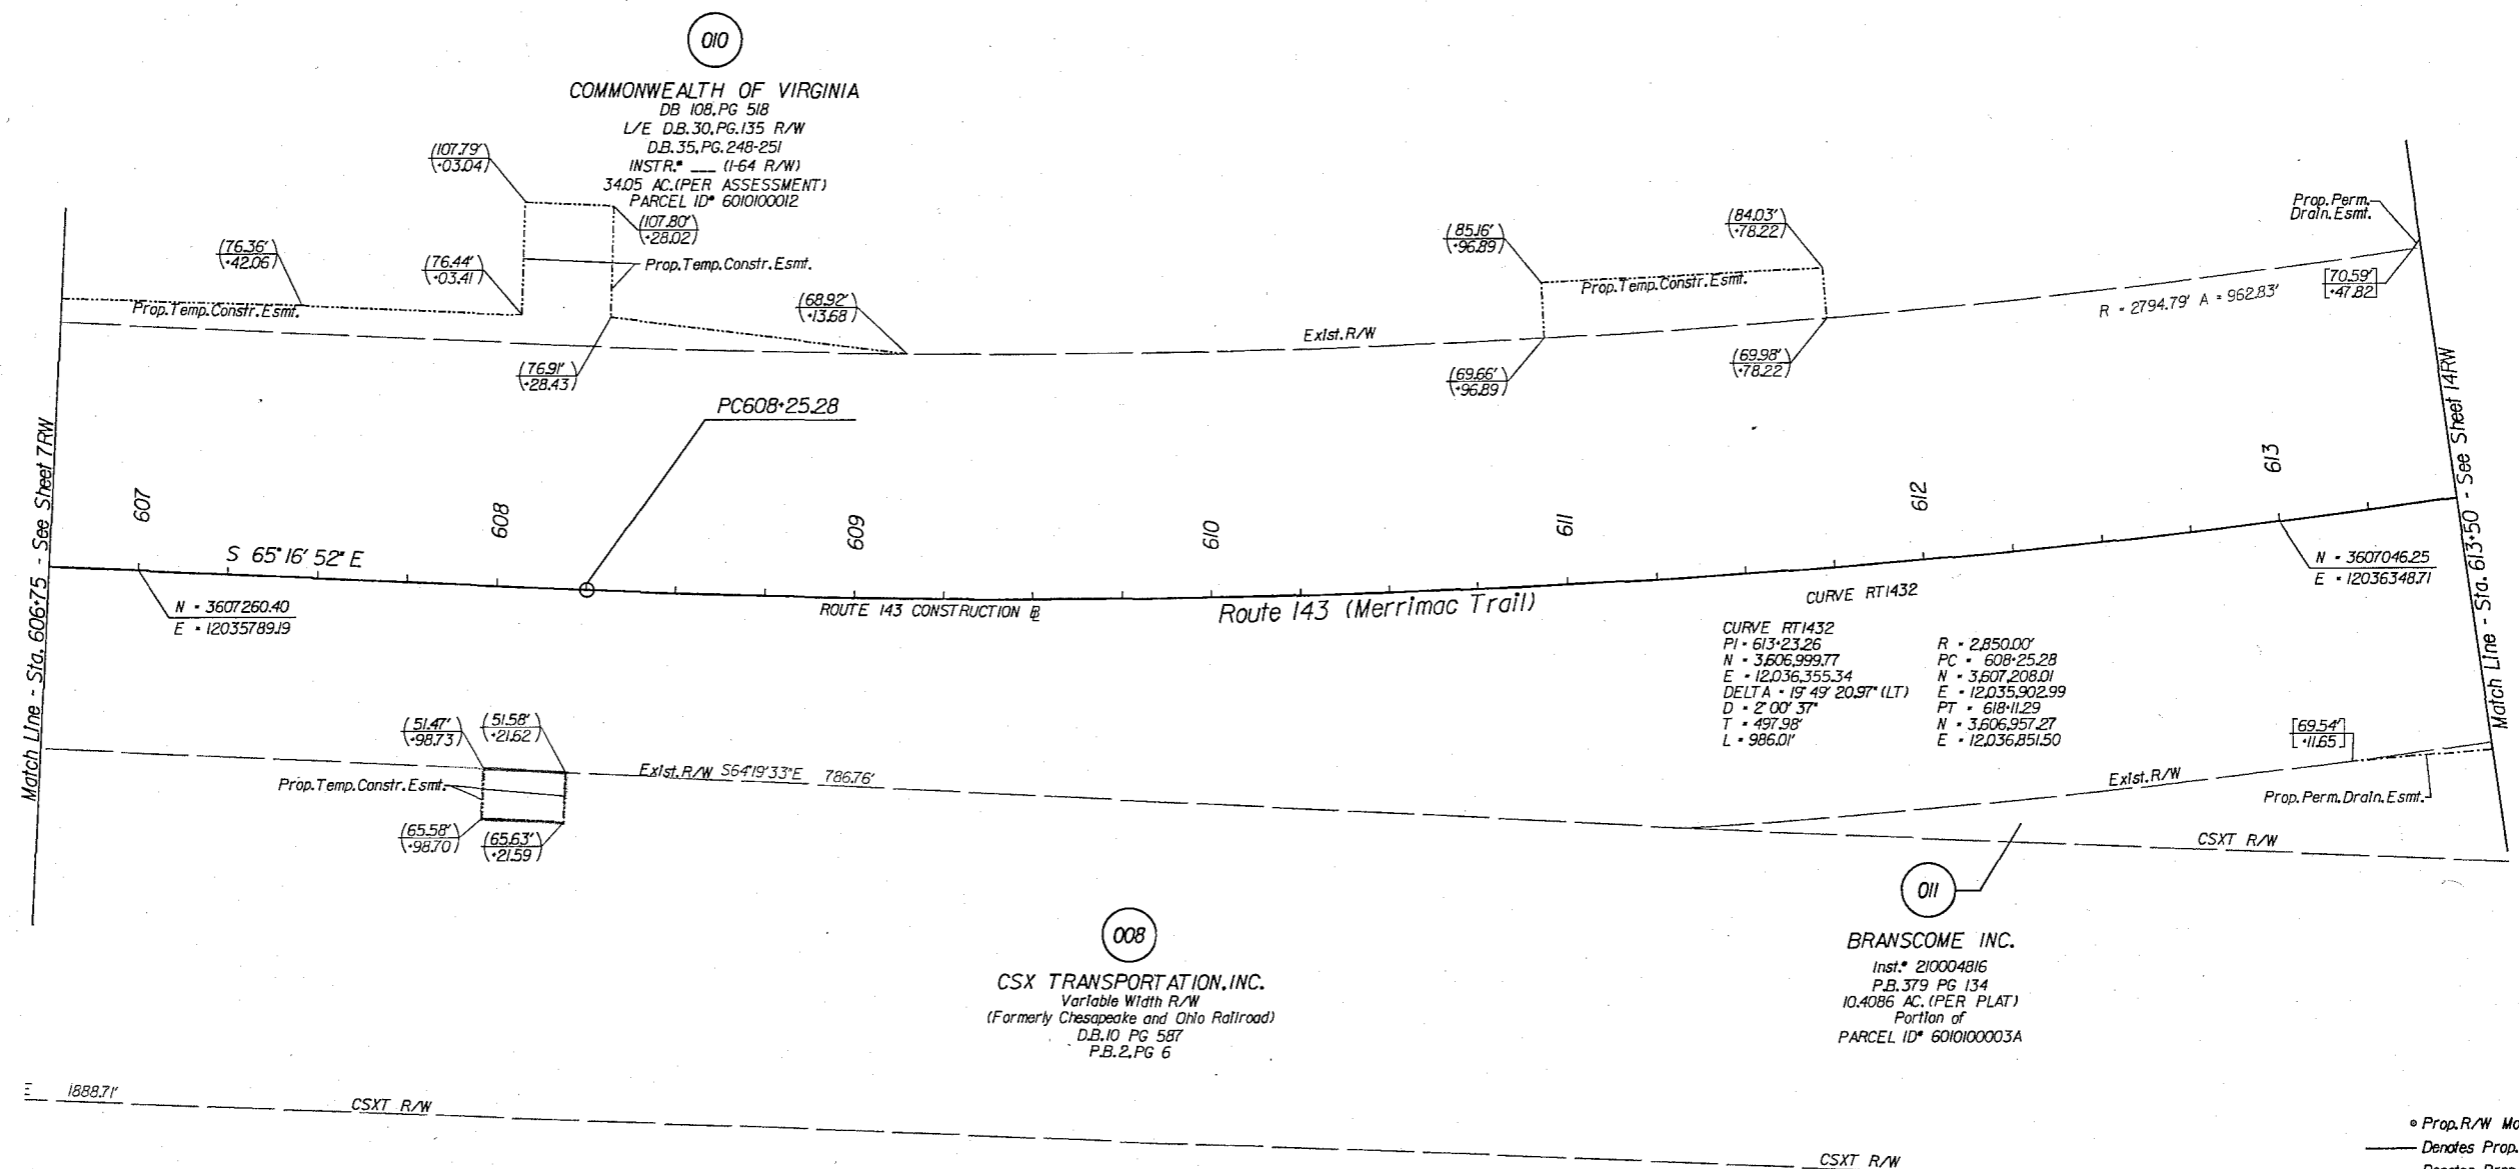 010
COMMONWEALTH OF VIRGINIA
DB 108, PG 518
L/E D.B. 30, PG. 135 R/W
D.B. 35, PG. 248-251
INSTR.# ___ (I-64 R/W)
34.05 AC. (PER ASSESSMENT)
PARCEL ID# 6010100012
(107.79')
(+03.04)
(107.80')
(+28.02)
(76.36')
(+42.06)
(76.44')
(+03.41)
Prop. Temp. Constr. Esmt.
Prop. Temp. Constr. Esmt.
(68.92')
(+13.68)
(76.91')
(+28.43)
(85.16')
(+96.89)
(84.03')
(+78.22)
Prop. Temp. Constr. Esmt.
Exist. R/W
(69.66')
(+96.89)
(69.98')
(+78.22)
Prop. Perm.
Drain. Esmt.
[70.59']
[+47.82]
R = 2794.79' A = 962.83'
PC 608+25.28
Match Line - Sta. 606+75 - See Sheet 7RW
607
608
609
610
611
612
613
Match Line - Sta. 613+50 - See Sheet 14RW
S 65° 16' 52" E
N = 3607260.40
E = 12035789.19
ROUTE 143 CONSTRUCTION BL
Route 143 (Merrimac Trail)
CURVE RT1432
N = 3607046.25
E = 12036348.71
CURVE RT1432
PI = 613+23.26
N = 3,606,999.77
E = 12,036,355.34
DELTA = 19° 49' 20.97" (LT)
D = 2° 00' 37"
T = 497.98'
L = 986.01'
R = 2,850.00'
PC = 608+25.28
N = 3,607,208.01
E = 12,035,902.99
PT = 618+11.29
N = 3,606,957.27
E = 12,036,851.50
(51.47')
(+98.73)
(51.58')
(+21.62)
Prop. Temp. Constr. Esmt.
(65.58')
(+98.70)
(65.63')
(+21.59)
Exist. R/W S64°19'33"E 786.76'
[69.54']
[+11.65]
Exist. R/W
Prop. Perm. Drain. Esmt.
CSXT R/W
008
CSX TRANSPORTATION, INC.
Variable Width R/W
(Formerly Chesapeake and Ohio Railroad)
D.B. 10 PG 587
P.B. 2, PG 6
011
BRANSCOME INC.
Inst.# 210004816
P.B. 379 PG 134
10.4086 AC. (PER PLAT)
Portion of
PARCEL ID# 6010100003A
E 1888.71'
CSXT R/W
CSXT R/W
Prop. R/W Mo
Denotes Prop.
Denotes Prop